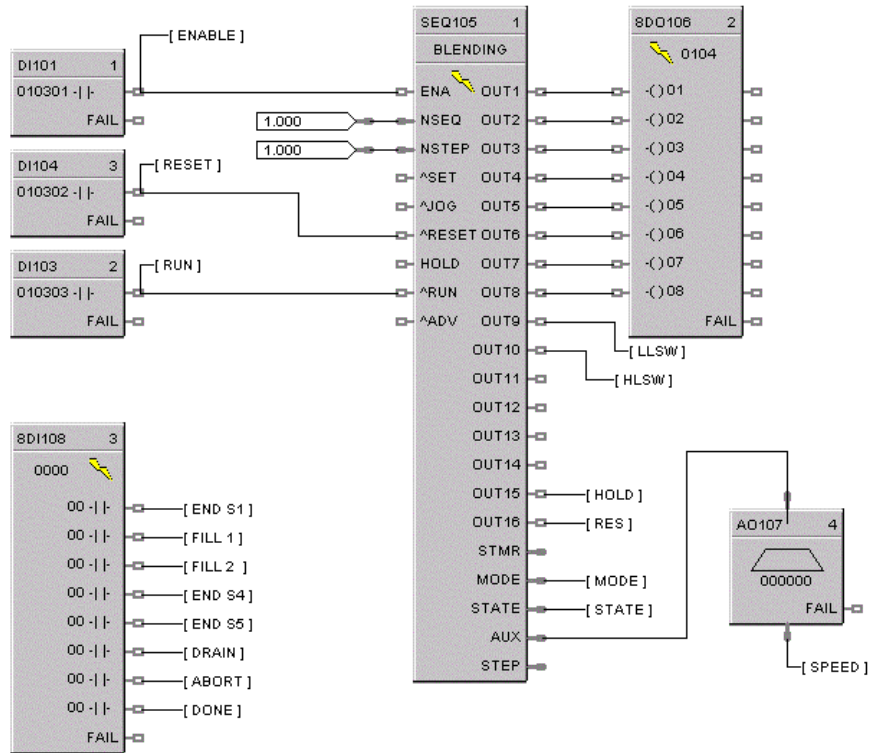 [ ENABLE ]
DI101 1
010301 -| |-
FAIL
DI104 3
[ RESET ]
010302 -| |-
FAIL
DI103 2
[ RUN ]
010303 -| |-
FAIL
1.000
1.000
SEQ105 1
BLENDING
ENA OUT1
NSEQ OUT2
NSTEP OUT3
^SET OUT4
^JOG OUT5
^RESET OUT6
HOLD OUT7
^RUN OUT8
^ADV OUT9
OUT10
OUT11
OUT12
OUT13
OUT14
OUT15
OUT16
STMR
MODE
STATE
AUX
STEP
8DO106 2
0104
-( ) 01
-( ) 02
-( ) 03
-( ) 04
-( ) 05
-( ) 06
-( ) 07
-( ) 08
FAIL
[ LLSW ]
[ HLSW ]
[ HOLD ]
[ RES ]
[ MODE ]
[ STATE ]
8DI108 3
0000
00 -| |- [ END S1 ]
00 -| |- [ FILL 1 ]
00 -| |- [ FILL 2 ]
00 -| |- [ END S4 ]
00 -| |- [ END S5 ]
00 -| |- [ DRAIN ]
00 -| |- [ ABORT ]
00 -| |- [ DONE ]
FAIL
AO107 4
000000
FAIL
[ SPEED ]